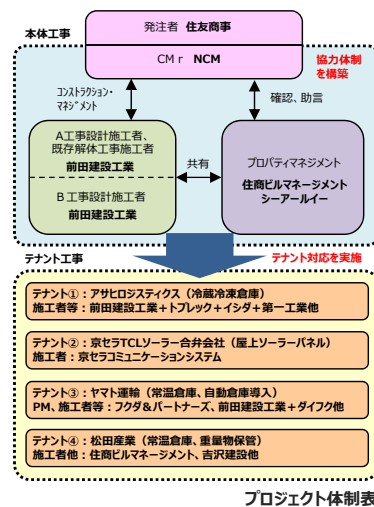 本体工事
発注者 住友商事
CMｒ NCM
協力体制
を構築
ｺﾝｽﾄﾗｸｼｮﾝ・
ﾏﾈｼﾞﾒﾝﾄ
確認、助言
A工事設計施工者、
既存解体工事施工者
前田建設工業
B工事設計施工者
前田建設工業
共有
プロパティマネジメント
住商ビルマネージメント
シーアールイー
テナント工事
テナント対応を実施
テナント①：アサヒロジスティクス（冷蔵冷凍倉庫）
施工者等：前田建設工業＋トプレック＋イシダ＋第一工業他
テナント②：京セラTCLソーラー合弁会社（屋上ソーラーパネル）
施工者：京セラコミュニケーションシステム
テナント③：ヤマト運輸（常温倉庫、自動倉庫導入）
PM、施工者等：フクダ&パートナーズ、前田建設工業＋ダイフク他
テナント④：松田産業（常温倉庫、重量物保管）
施工者他：住商ビルマネージメント、吉沢建設他
プロジェクト体制表